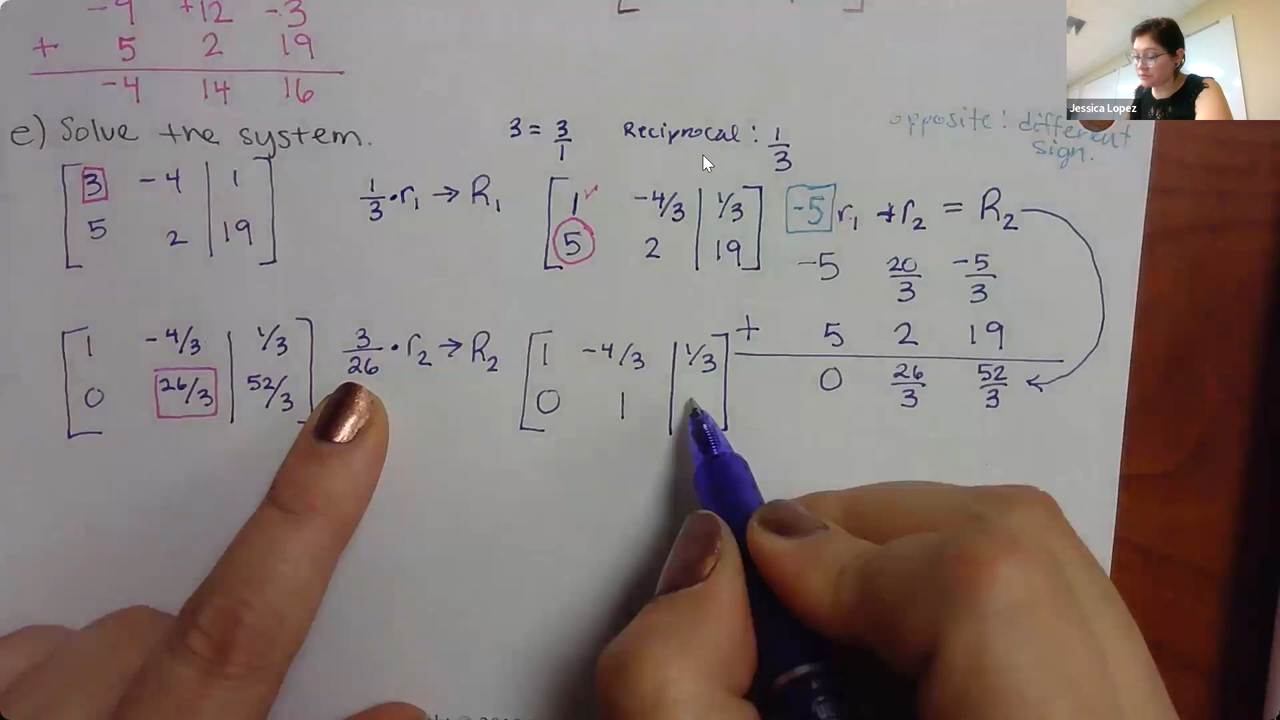 -9 +12 -3
+ 5 2 19
-4 14 16
e) Solve the system.
3 = 3/1 Reciprocal: 1/3
opposite: different sign.
[ 3 -4 | 1 ]
[ 5 2 | 19 ]
1/3 · r₁ → R₁
[ 1 -4/3 | 1/3 ]
[ 5 2 | 19 ]
-5 r₁ + r₂ = R₂
-5 20/3 -5/3
+ 5 2 19
0 26/3 52/3
[ 1 -4/3 | 1/3 ]
[ 0 26/3 | 52/3 ]
3/26 · r₂ → R₂
[ 1 -4/3 | 1/3 ]
[ 0 1 | ]
Jessica Lopez